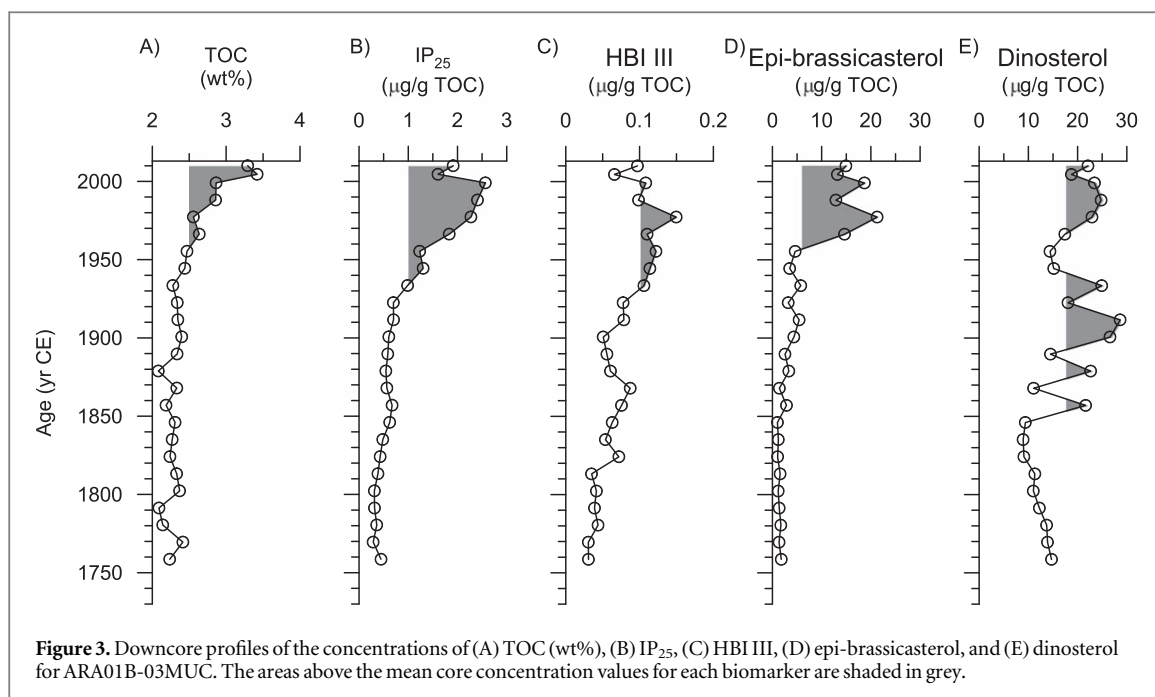 A) TOC (wt%)
2 3 4
B) IP₂₅ (μg/g TOC)
0 1 2 3
C) HBI III (μg/g TOC)
0 0.1 0.2
D) Epi-brassicasterol (μg/g TOC)
0 10 20 30
E) Dinosterol (μg/g TOC)
0 10 20 30
Age (yr CE)
2000
1950
1900
1850
1800
1750
Figure 3. Downcore profiles of the concentrations of (A) TOC (wt%), (B) IP₂₅, (C) HBI III, (D) epi-brassicasterol, and (E) dinosterol
for ARA01B-03MUC. The areas above the mean core concentration values for each biomarker are shaded in grey.